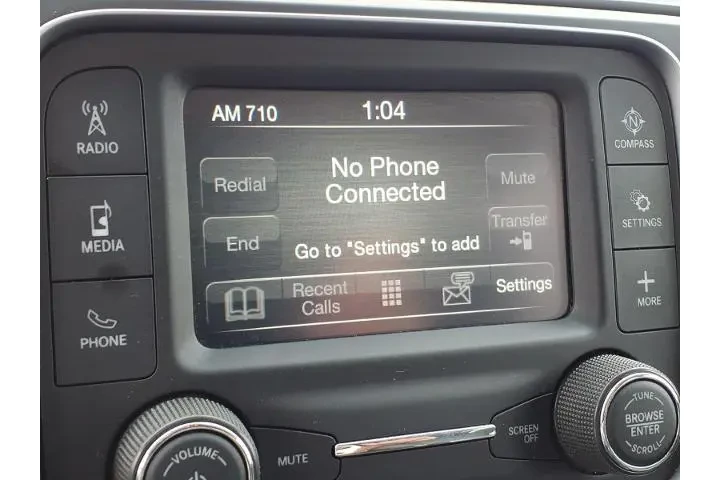 RADIO
MEDIA
PHONE
AM 710
1:04
Redial
No Phone
Connected
Mute
End
Go to "Settings" to add
Transfer
Recent
Calls
Settings
N
COMPASS
SETTINGS
MORE
VOLUME
MUTE
SCREEN
OFF
TUNE
BROWSE
ENTER
SCROLL